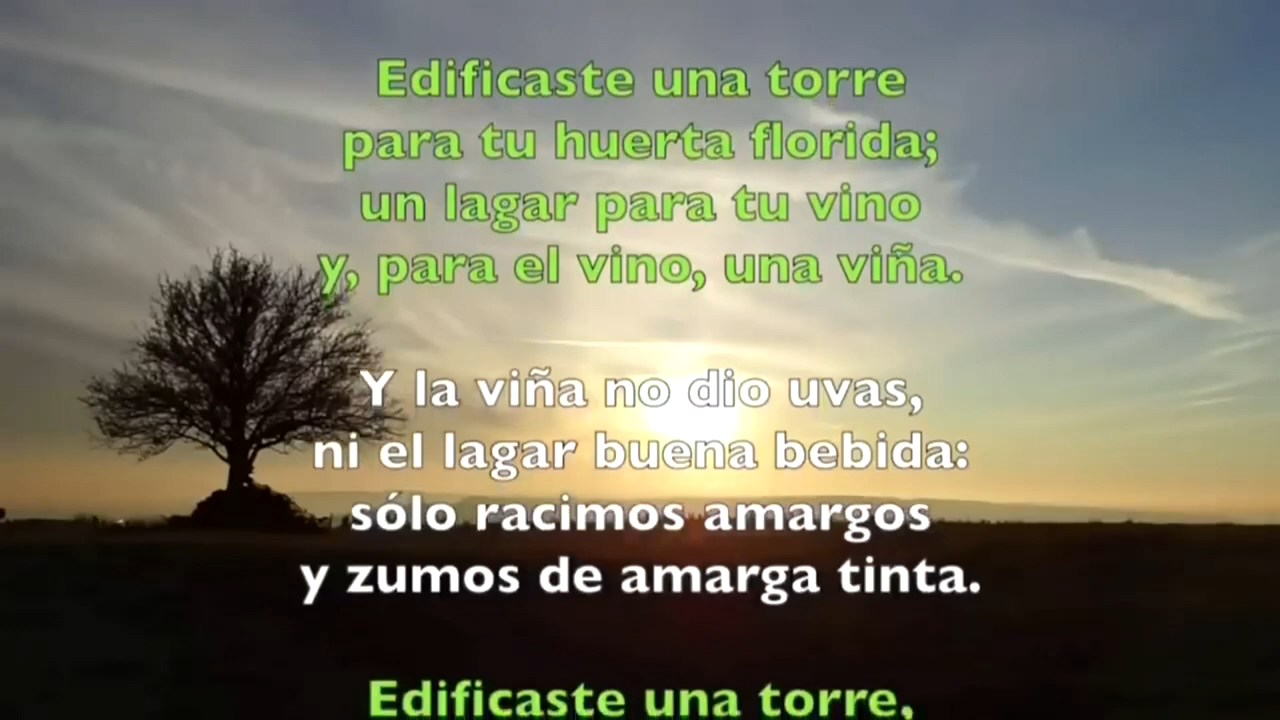 Edificaste una torre
para tu huerta florida;
un lagar para tu vino
y, para el vino, una viña.
Y la viña no dio uvas,
ni el lagar buena bebida:
sólo racimos amargos
y zumos de amarga tinta.
Edificaste una torre,